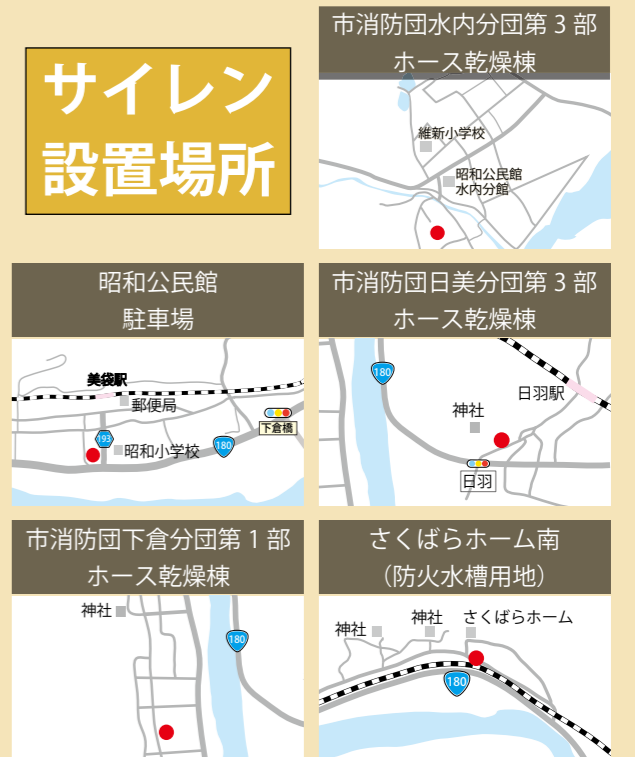 サイレン
設置場所
市消防団水内分団第3部
ホース乾燥棟
維新小学校
昭和公民館
水内分館
昭和公民館
駐車場
美袋駅
郵便局
下倉橋
193
昭和小学校
180
市消防団日美分団第3部
ホース乾燥棟
180
日羽駅
神社
日羽
市消防団下倉分団第1部
ホース乾燥棟
神社
180
さくばらホーム南
（防火水槽用地）
神社
神社
さくばらホーム
180